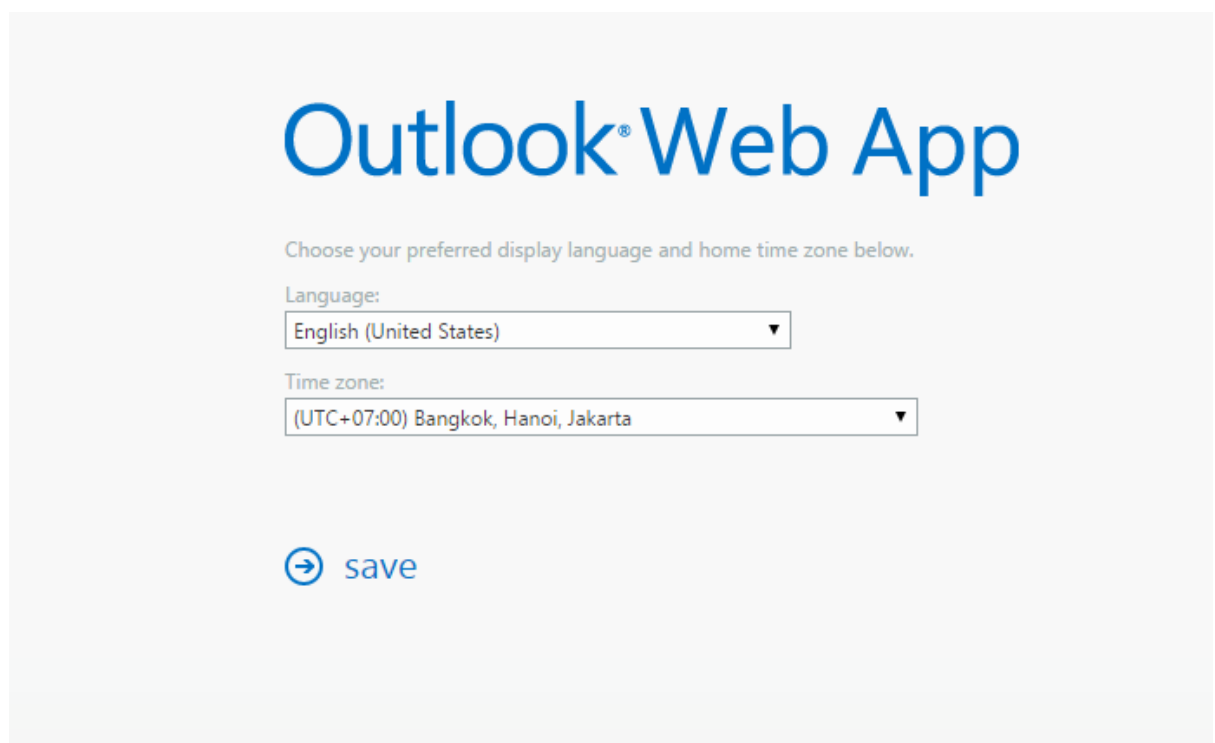 Outlook® Web App
Choose your preferred display language and home time zone below.
Language:
English (United States)
Time zone:
(UTC+07:00) Bangkok, Hanoi, Jakarta
save